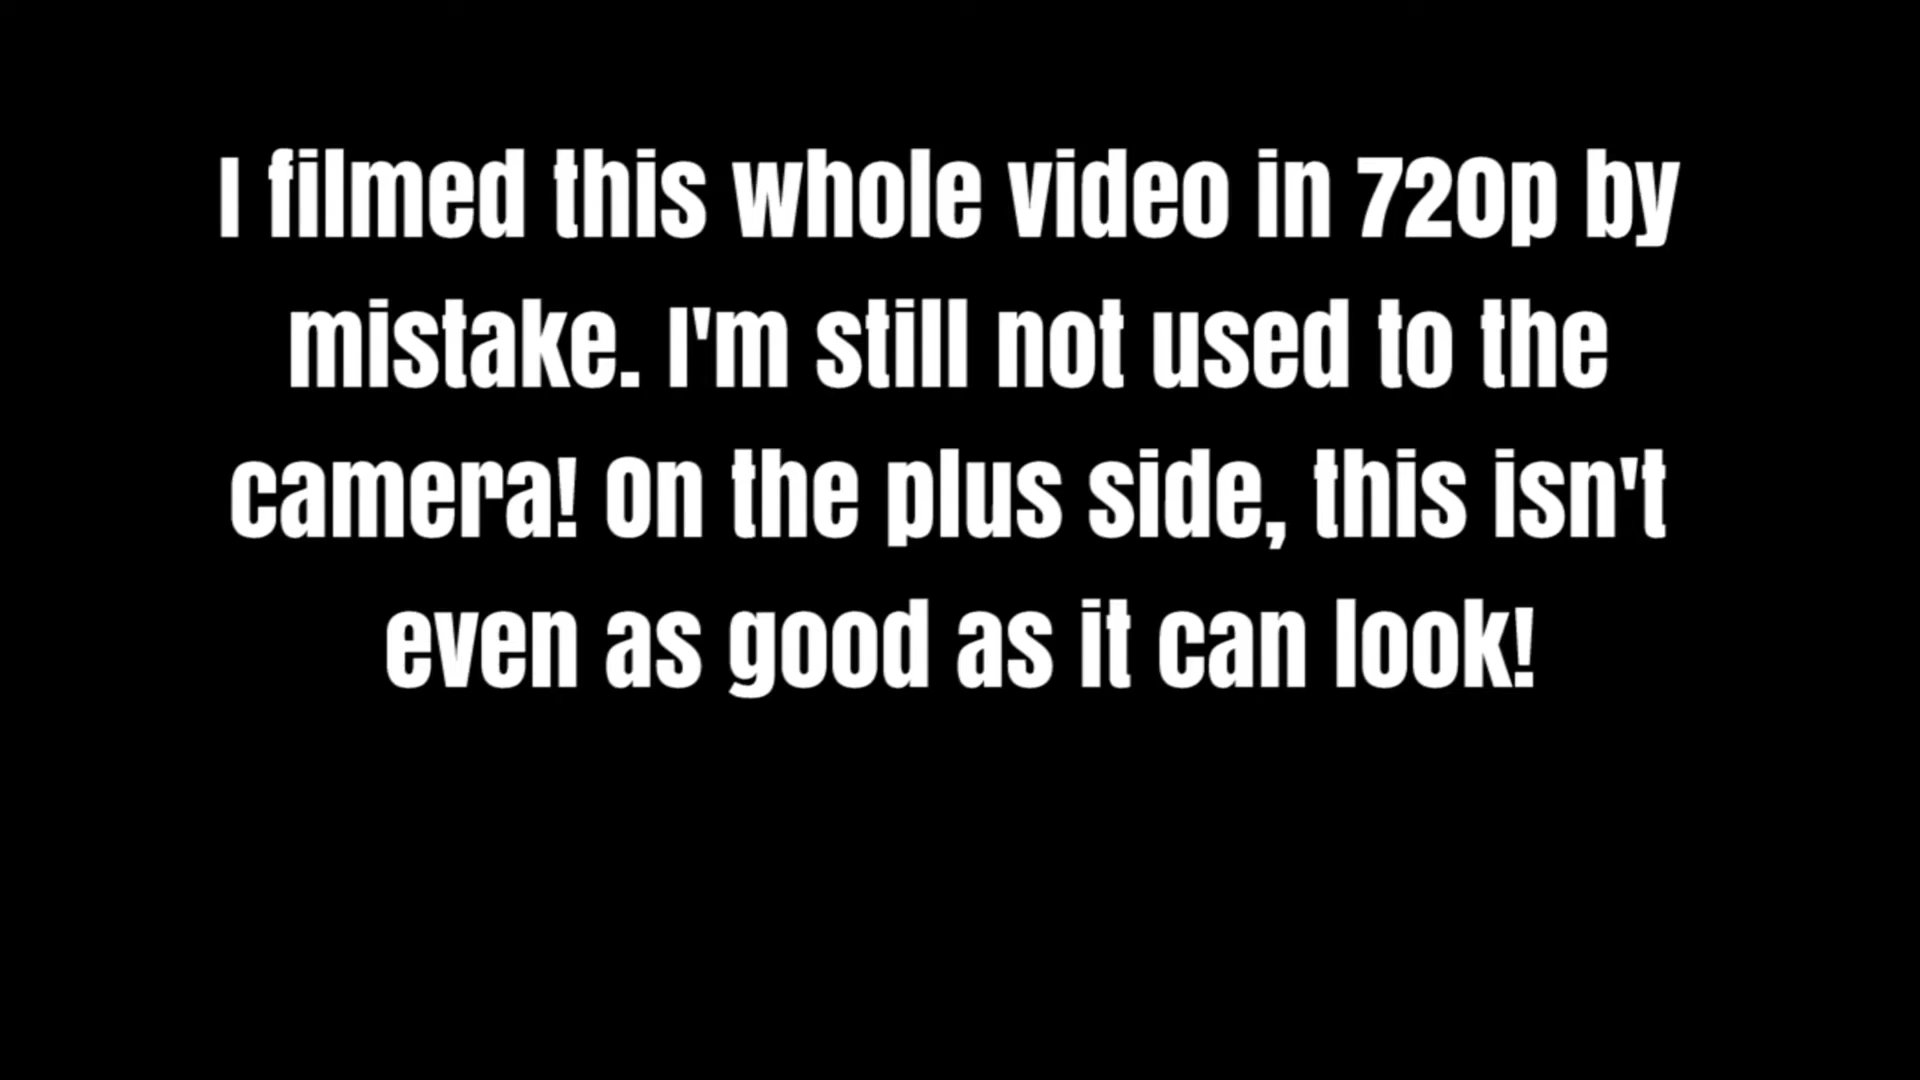 I filmed this whole video in 720p by
mistake. I'm still not used to the
camera! On the plus side, this isn't
even as good as it can look!